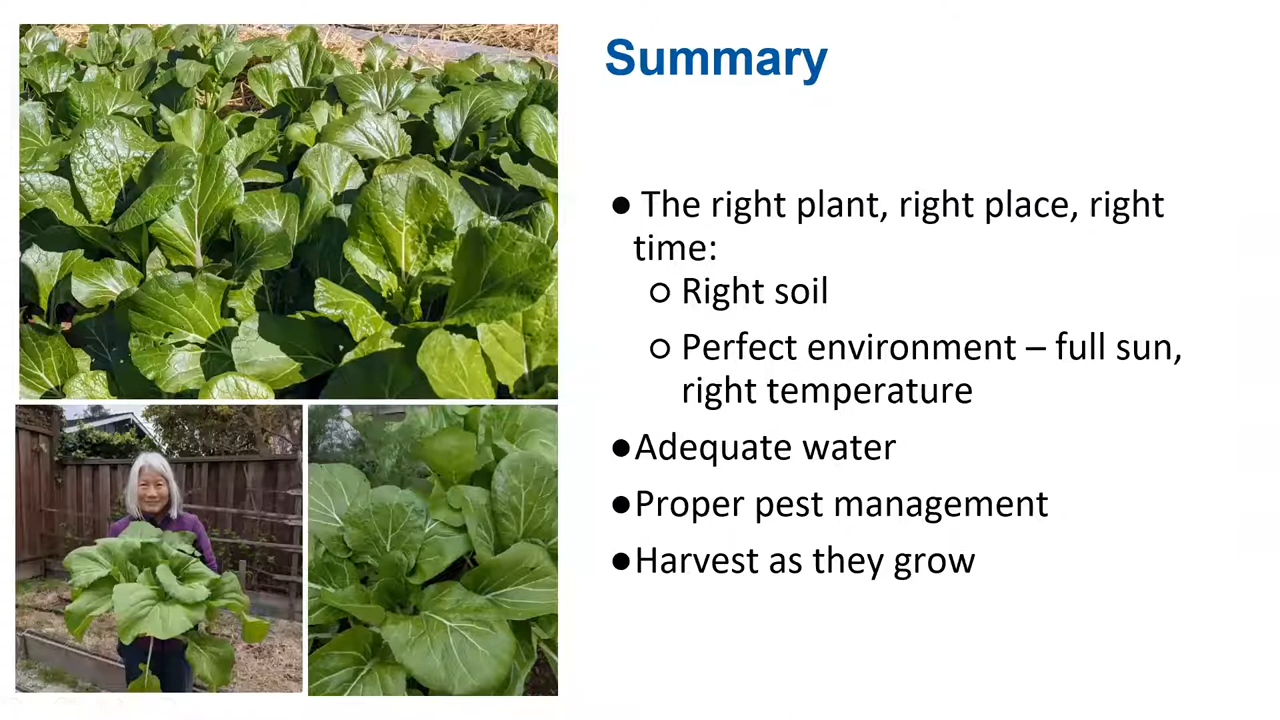 Summary
● The right plant, right place, right
time:
○ Right soil
○ Perfect environment – full sun,
right temperature
●Adequate water
●Proper pest management
●Harvest as they grow